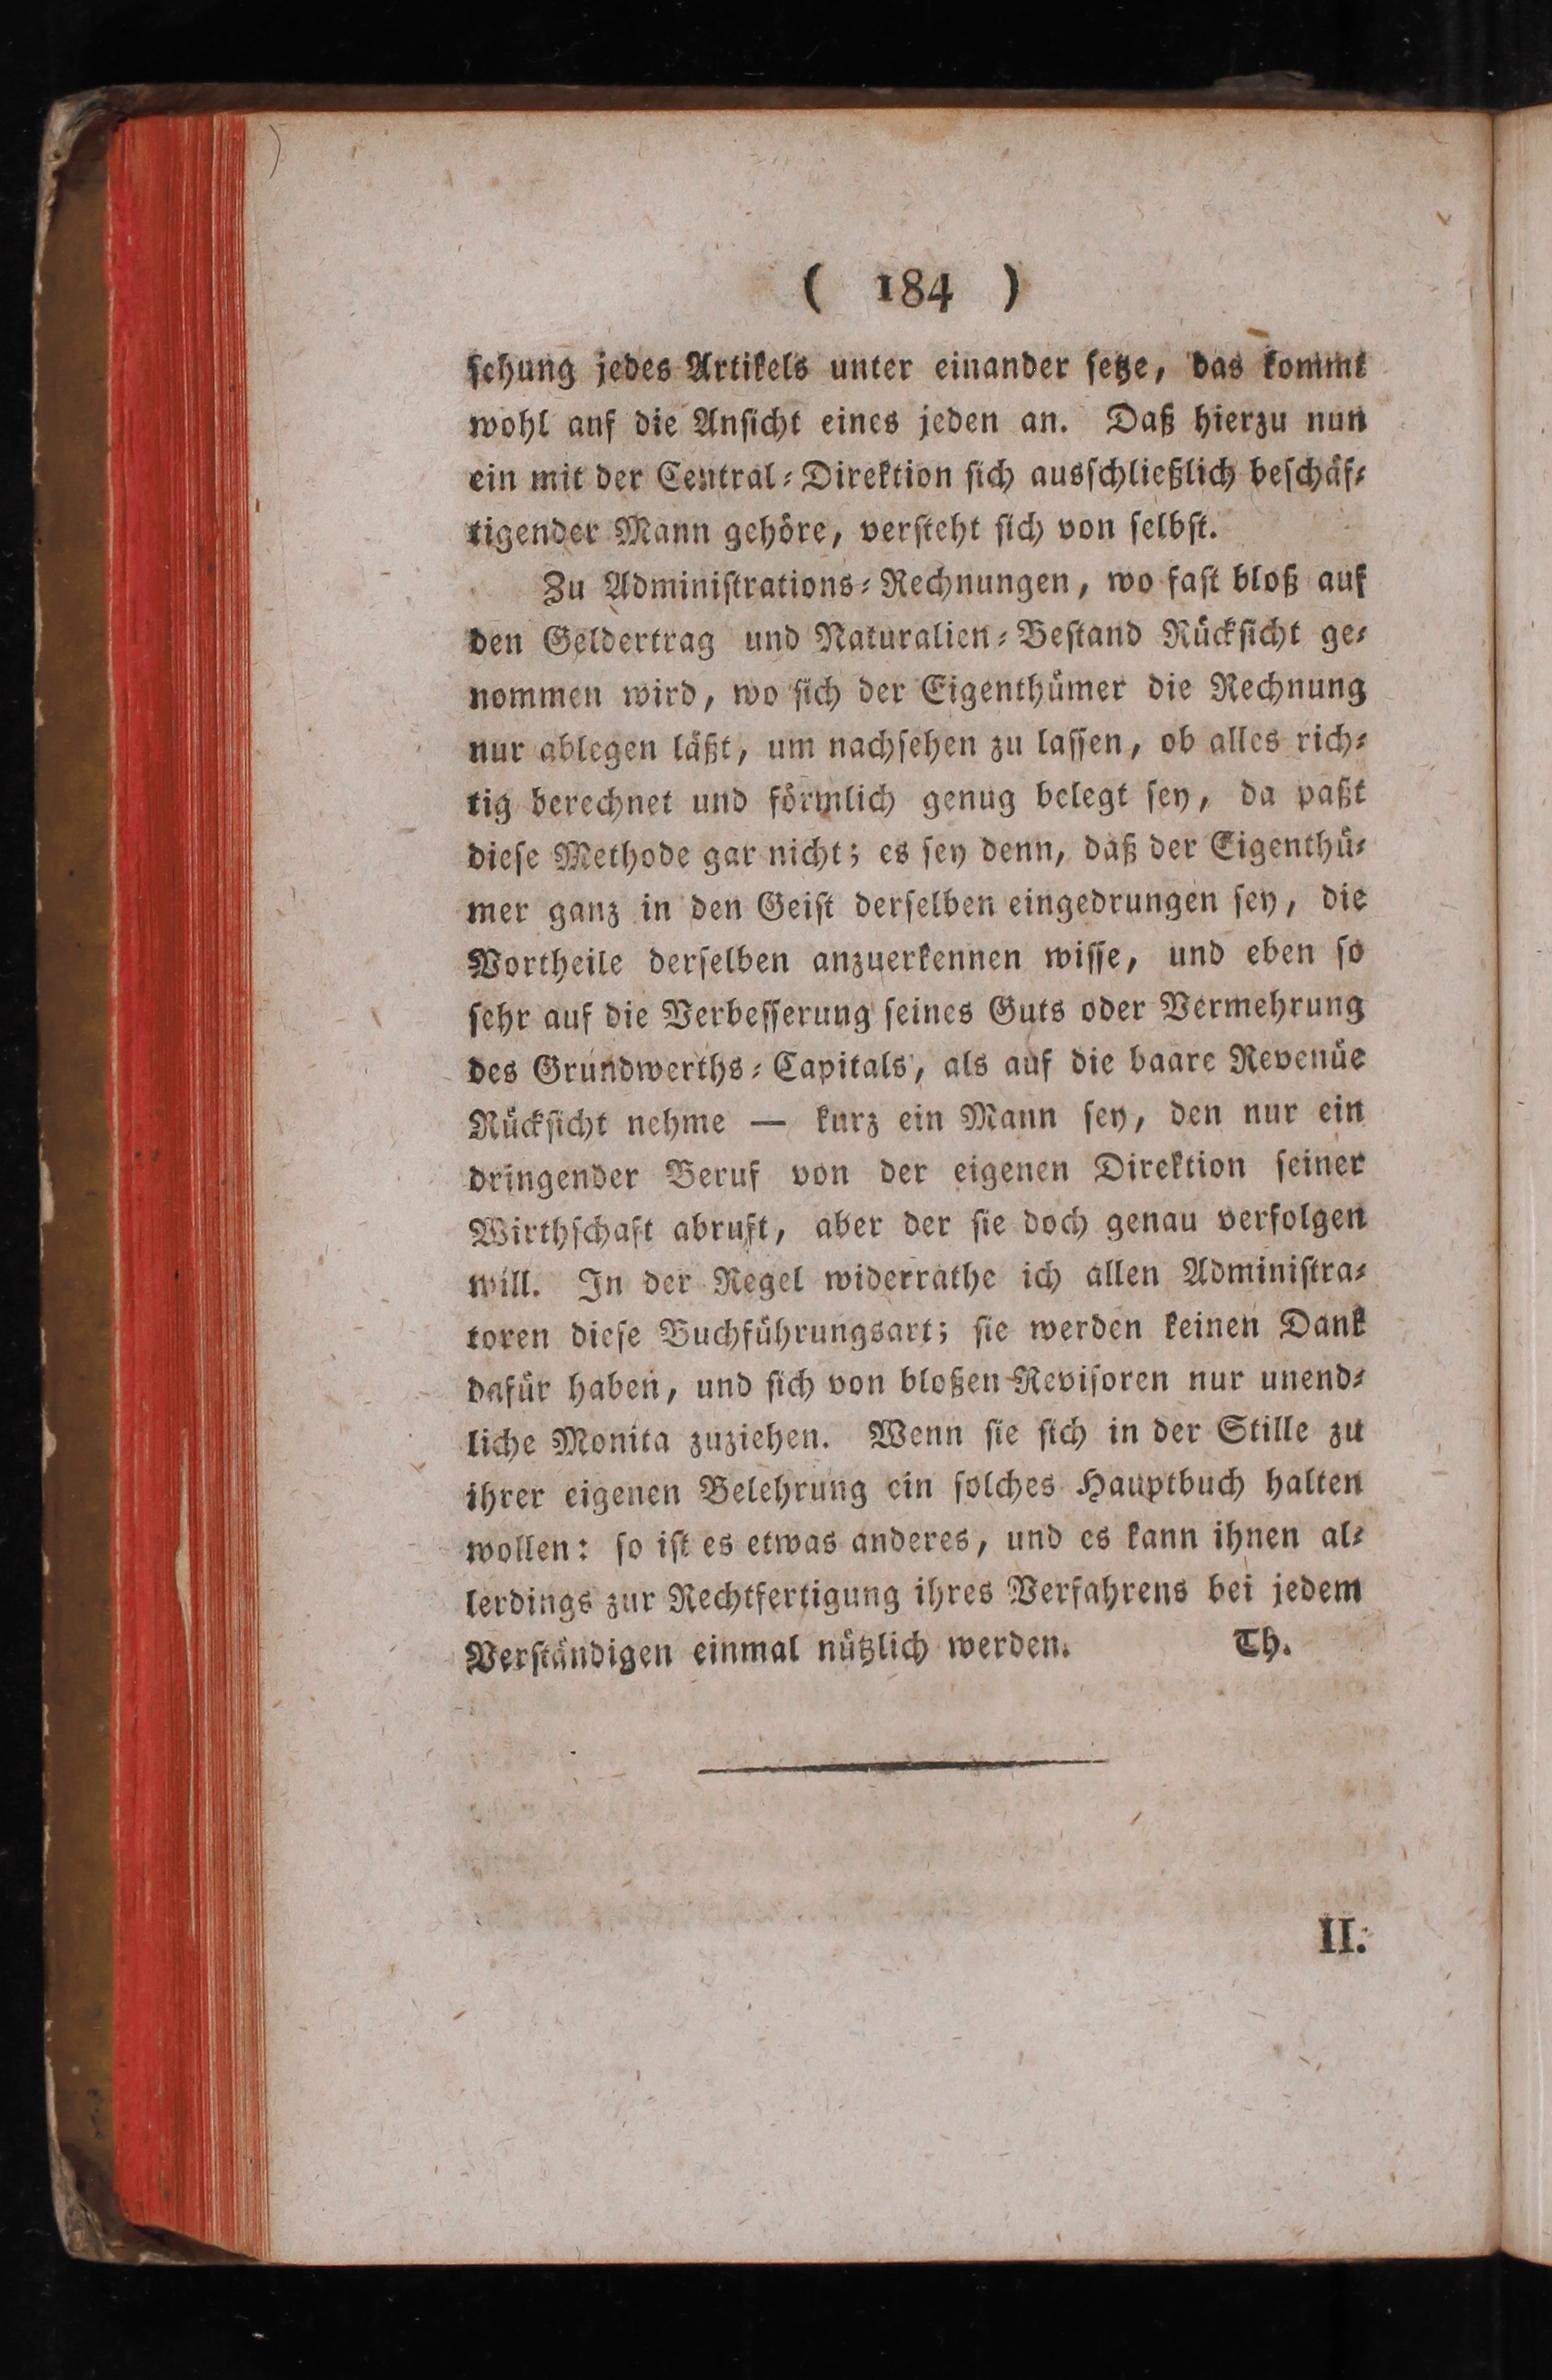 ( 184 )
sehung jedes Artikels unter einander setze, das kommt
wohl auf die Ansicht eines jeden an. Daß hierzu nun
ein mit der Central-Direktion sich ausschließlich beschäf-
tigender Mann gehöre, versteht sich von selbst.
Zu Administrations-Rechnungen, wo fast bloß auf
den Geldertrag und Naturalien-Bestand Rücksicht ge-
nommen wird, wo sich der Eigenthümer die Rechnung
nur ablegen läßt, um nachsehen zu lassen, ob alles rich-
tig berechnet und förmlich genug belegt sey, da paßt
diese Methode gar nicht; es sey denn, daß der Eigenthü-
mer ganz in den Geist derselben eingedrungen sey, die
Vortheile derselben anzuerkennen wisse, und eben so
sehr auf die Verbesserung seines Guts oder Vermehrung
des Grundwerths-Capitals, als auf die baare Revenüe
Rücksicht nehme — kurz ein Mann sey, den nur ein
dringender Beruf von der eigenen Direktion seiner
Wirthschaft abruft, aber der sie doch genau verfolgen
will. In der Regel widerrathe ich allen Administra-
toren diese Buchführungsart; sie werden keinen Dank
dafür haben, und sich von bloßen Revisoren nur unend-
liche Monita zuziehen. Wenn sie sich in der Stille zu
ihrer eigenen Belehrung ein solches Hauptbuch halten
wollen: so ist es etwas anderes, und es kann ihnen al-
lerdings zur Rechtfertigung ihres Verfahrens bei jedem
Verständigen einmal nützlich werden. Th.
II.